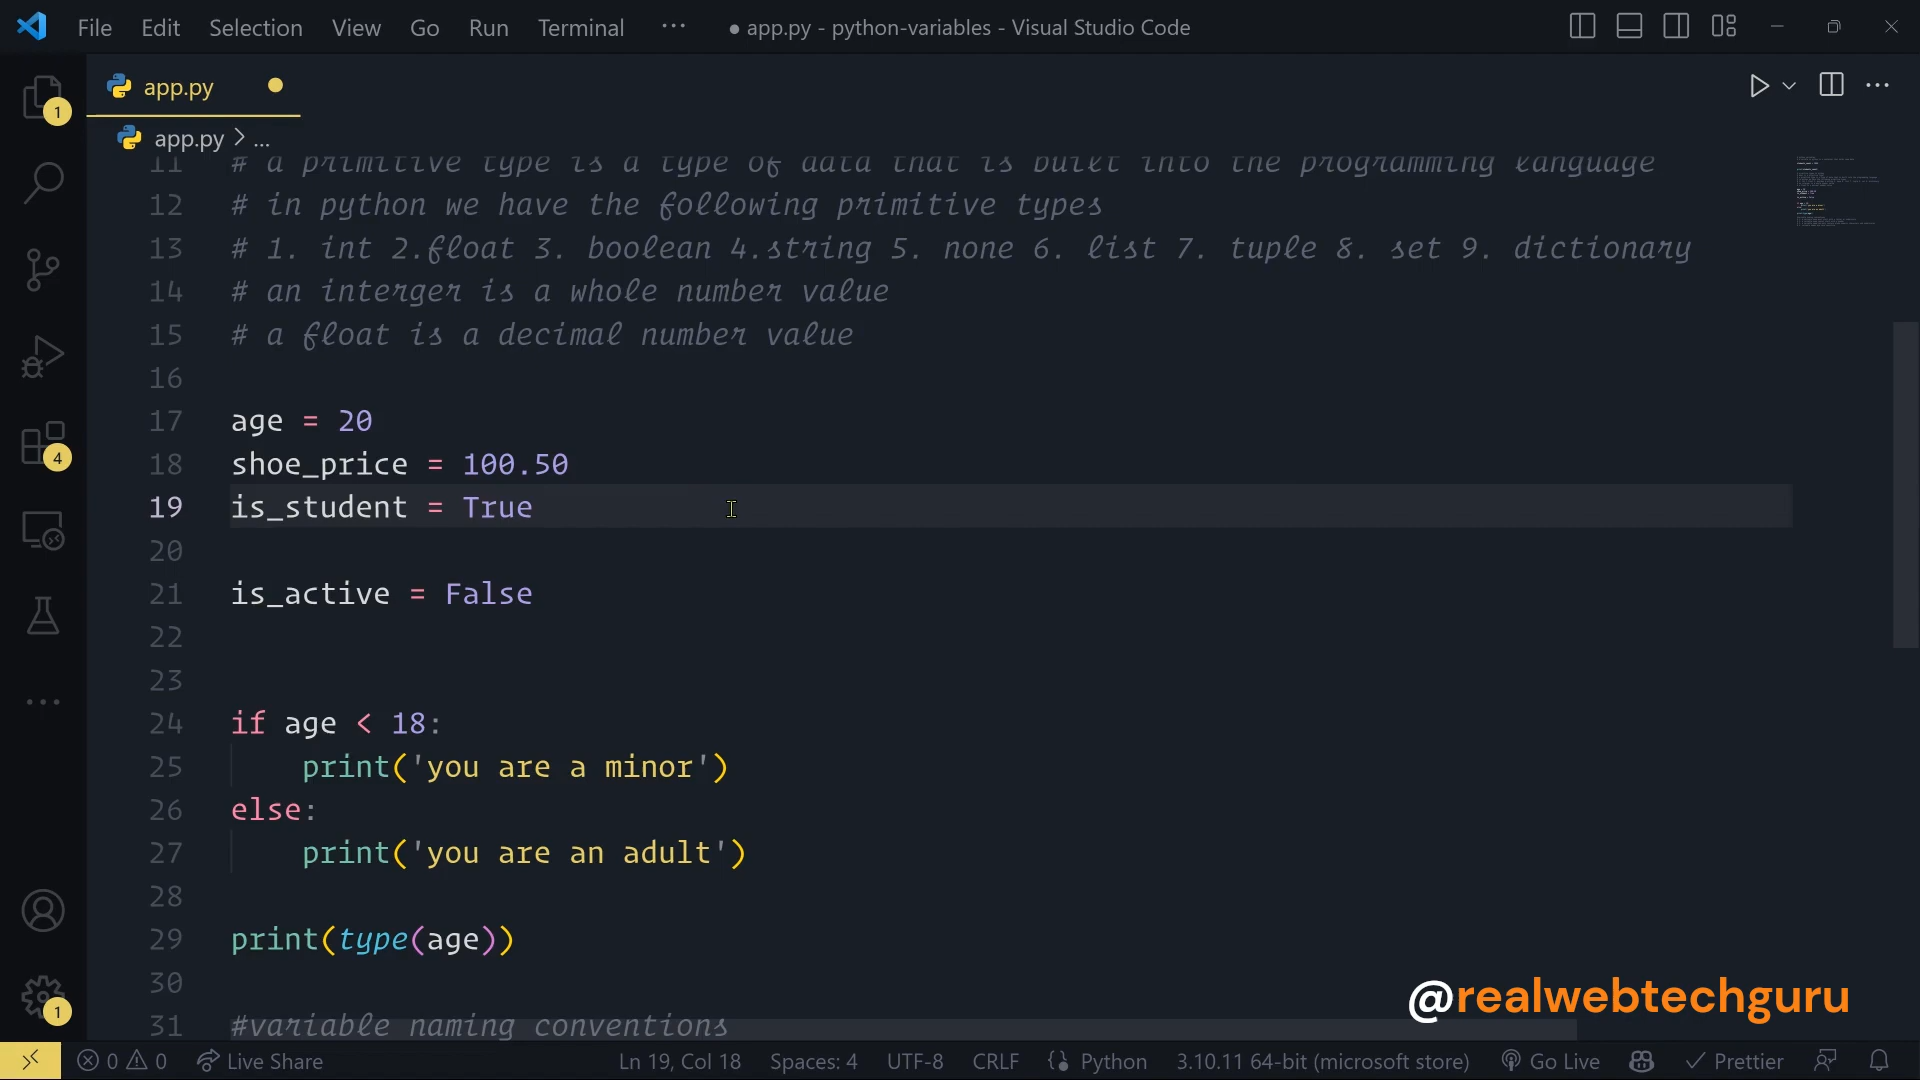 File Edit Selection View Go Run Terminal ··· ● app.py - python-variables - Visual Studio Code
app.py
1
app.py > ...
11 # a primitive type is a type of data that is built into the programming language
12 # in python we have the following primitive types
13 # 1. int 2.float 3. boolean 4.string 5. none 6. list 7. tuple 8. set 9. dictionary
14 # an interger is a whole number value
15 # a float is a decimal number value
16
17 age = 20
4
18 shoe_price = 100.50
19 is_student = True
20
21 is_active = False
22
23
24 if age < 18:
25 print('you are a minor')
26 else:
27 print('you are an adult')
28
29 print(type(age))
30
@realwebtechguru
1
31 #variable naming conventions
0 0 Live Share Ln 19, Col 18 Spaces: 4 UTF-8 CRLF {} Python 3.10.11 64-bit (microsoft store) Go Live Prettier